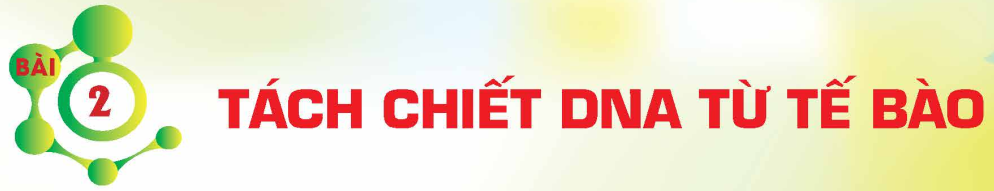 BÀI
2
TÁCH CHIẾT DNA TỪ TẾ BÀO